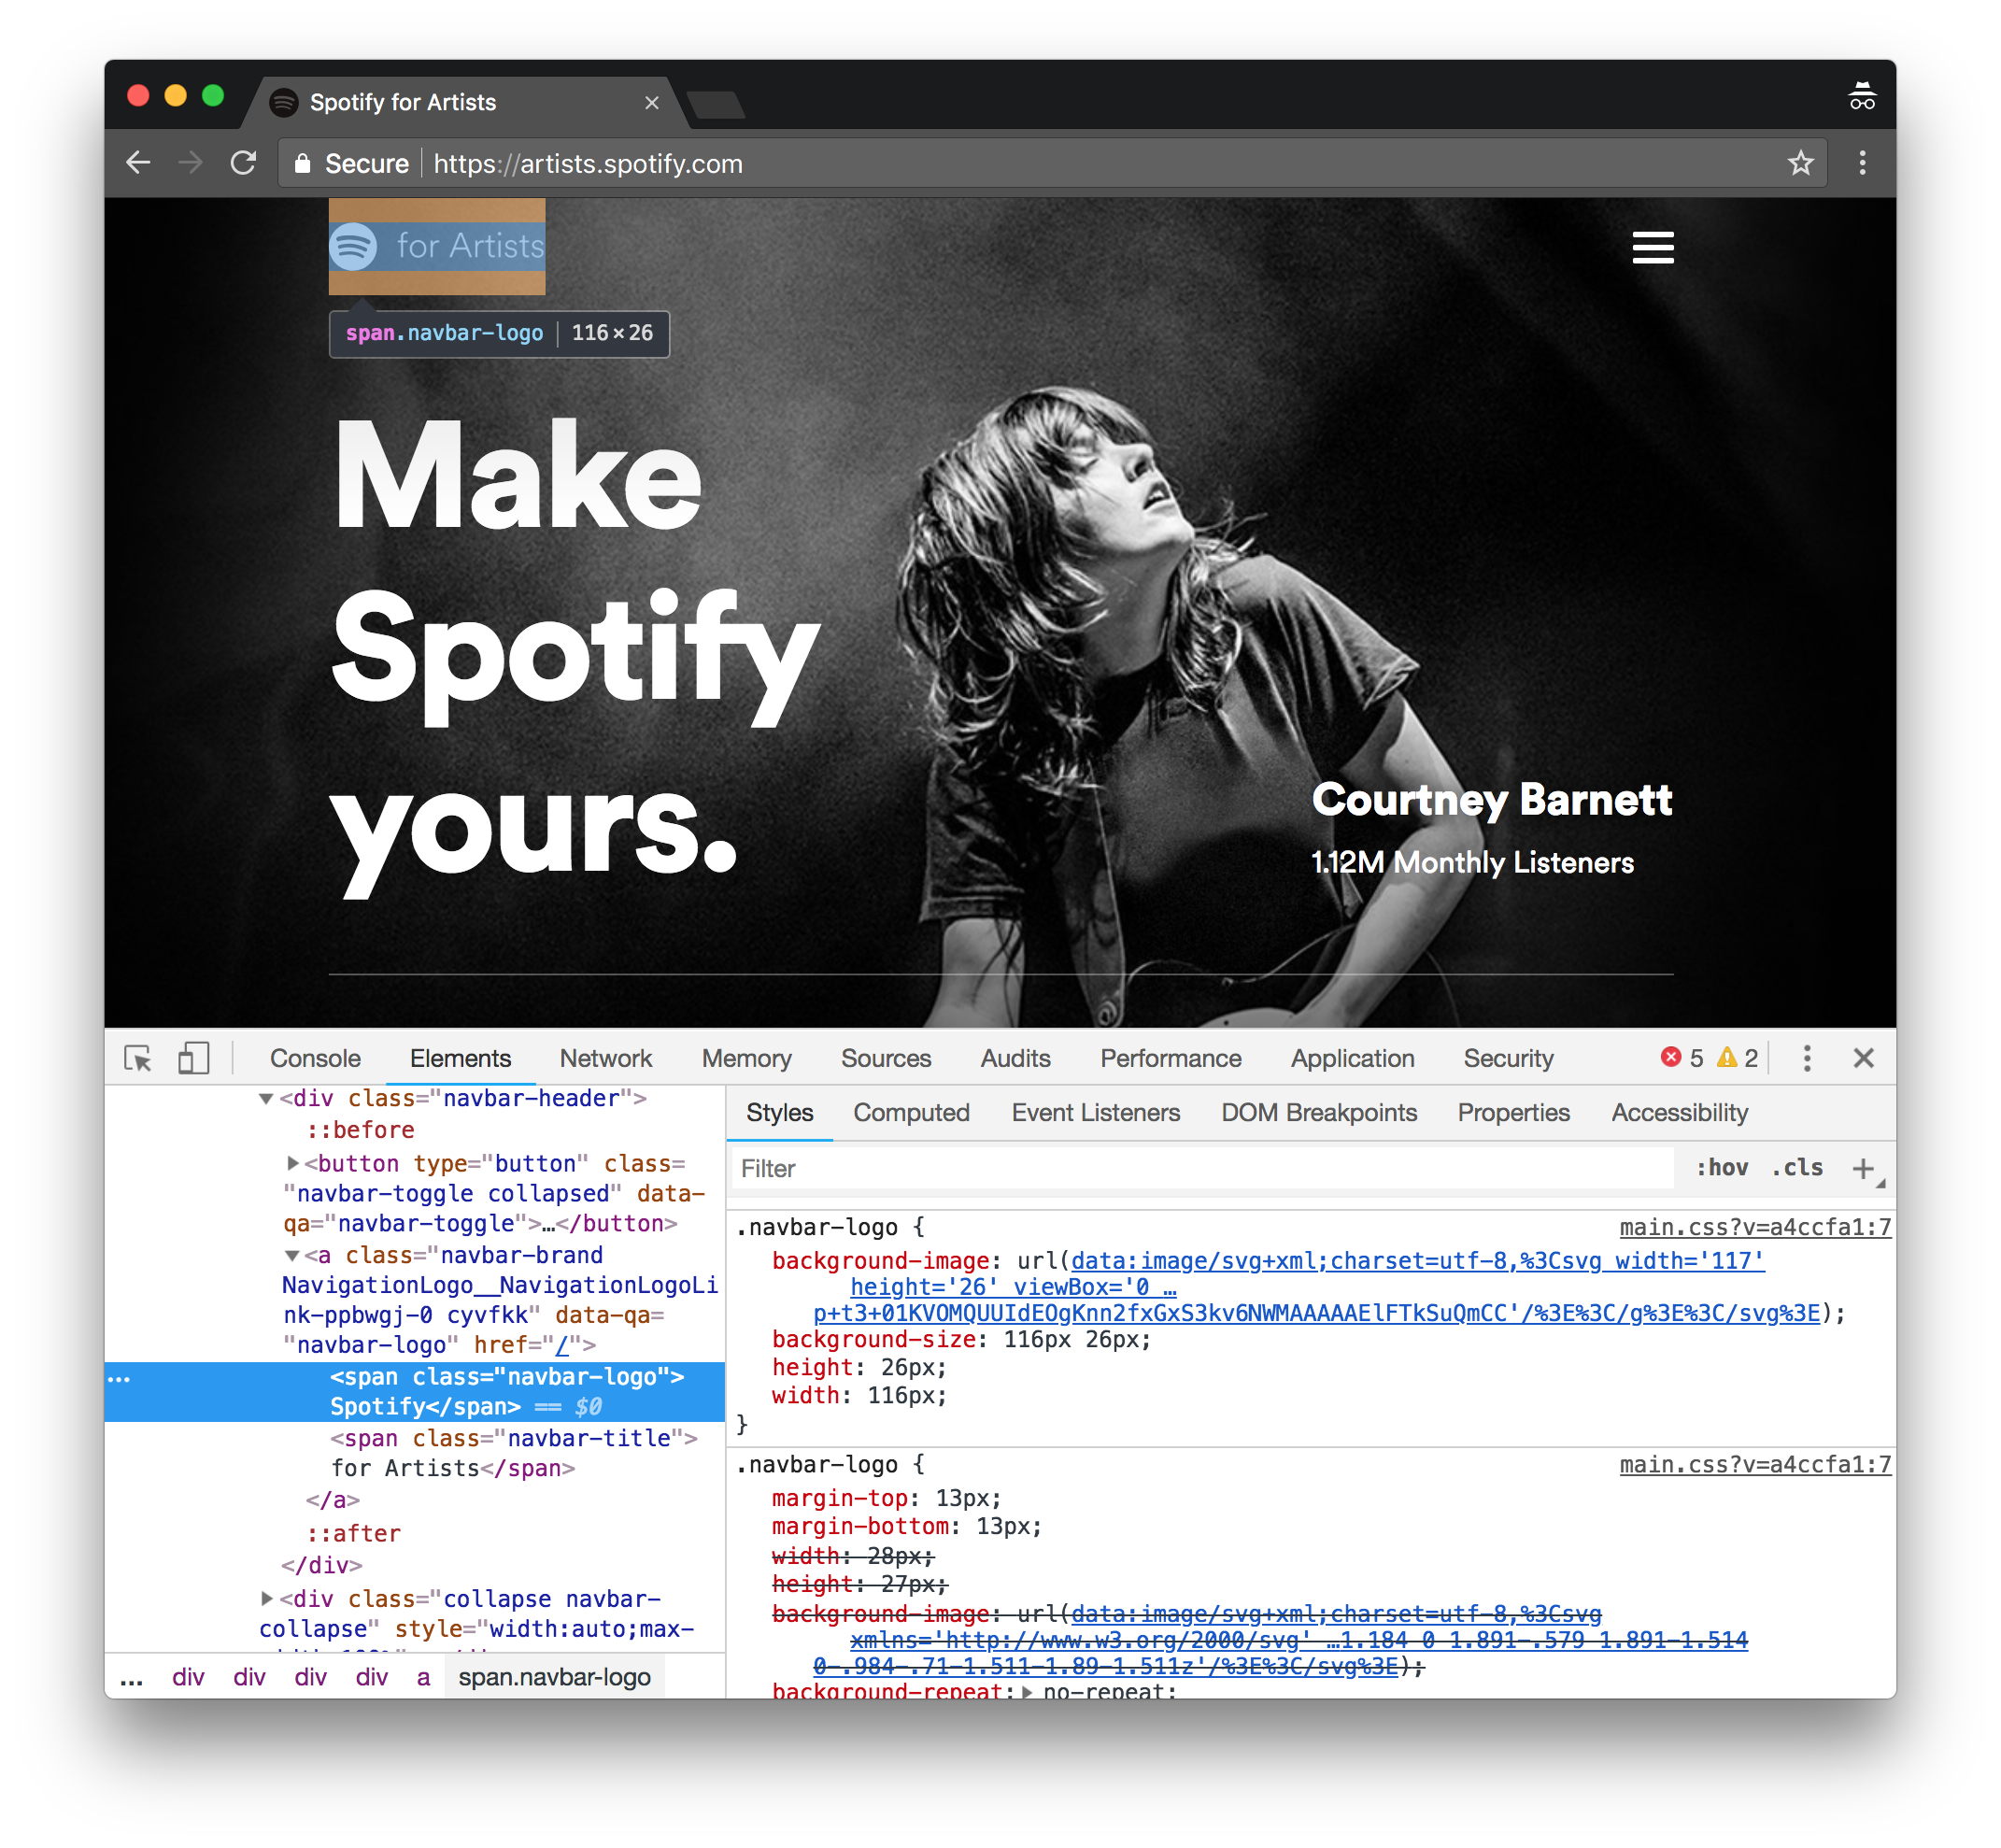 Spotify for Artists
Secure https://artists.spotify.com
for Artists
span.navbar-logo 116 × 26
Make
Spotify
yours.
Courtney Barnett
1.12M Monthly Listeners
Console Elements Network Memory Sources Audits Performance Application Security 5 2
<div class="navbar-header">
::before
<button type="button" class=
"navbar-toggle collapsed" data-
qa="navbar-toggle">…</button>
<a class="navbar-brand
NavigationLogo__NavigationLogoLi
nk-ppbwgj-0 cyvfkk" data-qa=
"navbar-logo" href="/">
<span class="navbar-logo">
Spotify</span> == $0
<span class="navbar-title">
for Artists</span>
</a>
::after
</div>
<div class="collapse navbar-
collapse" style="width:auto;max-
... div div div div a span.navbar-logo
Styles Computed Event Listeners DOM Breakpoints Properties Accessibility
Filter :hov .cls +
.navbar-logo { main.css?v=a4ccfa1:7
background-image: url(data:image/svg+xml;charset=utf-8,%3Csvg width='117'
height='26' viewBox='0 …
p+t3+01KVOMQUUIdEOgKnn2fxGxS3kv6NWMAAAAAElFTkSuQmCC'/%3E%3C/g%3E%3C/svg%3E);
background-size: 116px 26px;
height: 26px;
width: 116px;
}
.navbar-logo { main.css?v=a4ccfa1:7
margin-top: 13px;
margin-bottom: 13px;
width: 28px;
height: 27px;
background-image: url(data:image/svg+xml;charset=utf-8,%3Csvg
xmlns='http://www.w3.org/2000/svg' …1.184 0 1.891-.579 1.891-1.514
0-.984-.71-1.511-1.89-1.511z'/%3E%3C/svg%3E);
background-repeat: no-repeat;